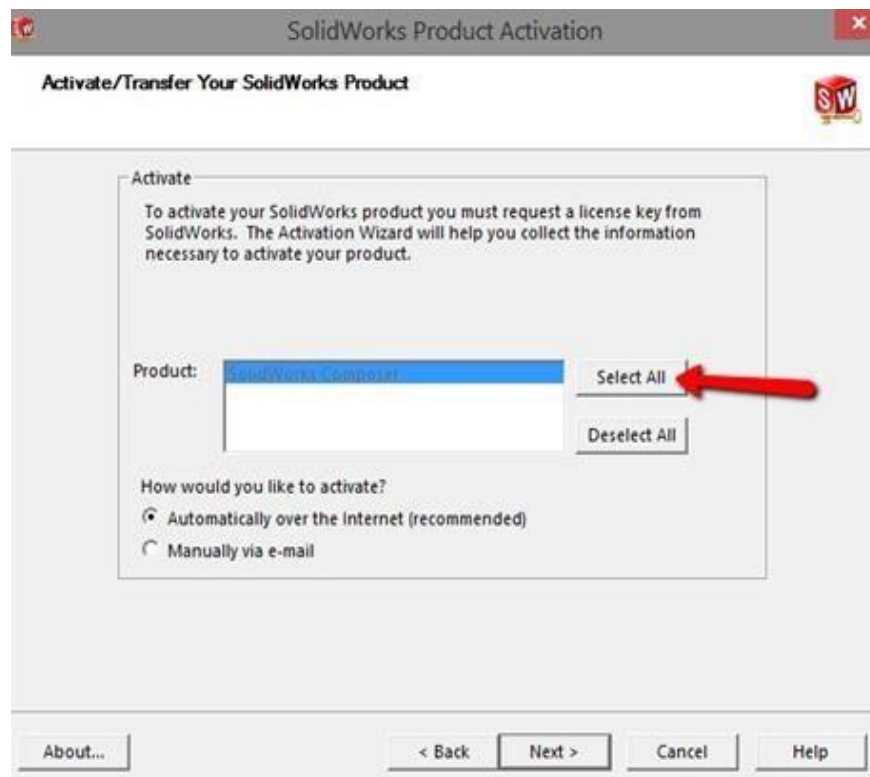 SolidWorks Product Activation
Activate/Transfer Your SolidWorks Product
SW
Activate
To activate your SolidWorks product you must request a license key from
SolidWorks. The Activation Wizard will help you collect the information
necessary to activate your product.
Product:
SolidWorks Composer
Select All
Deselect All
How would you like to activate?
Automatically over the Internet (recommended)
Manually via e-mail
About...
< Back
Next >
Cancel
Help